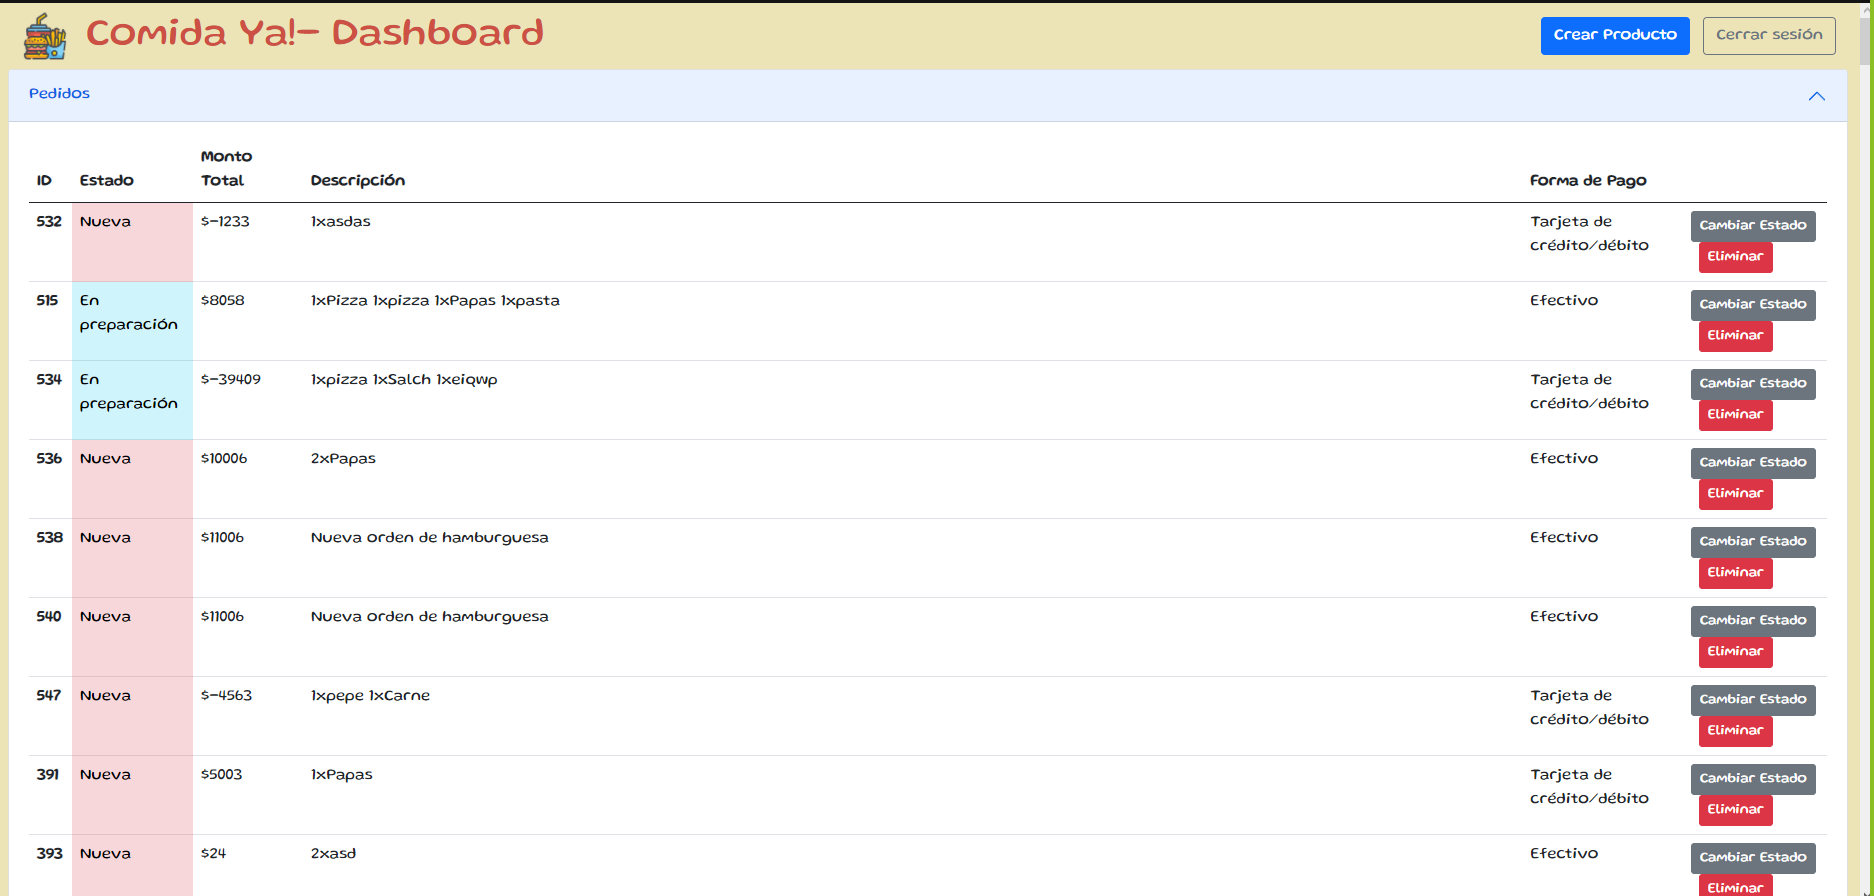 Comida Ya!- Dashboard
Crear Producto
Cerrar sesión
Pedidos
ID Estado Monto Total Descripción Forma de Pago
532 Nueva $-1233 1xasdas Tarjeta de crédito/débito Cambiar Estado
Eliminar
515 En preparación $8058 1xPizza 1xpizza 1xPapas 1xpasta Efectivo Cambiar Estado
Eliminar
534 En preparación $-39409 1xpizza 1xSalch 1xeiqwp Tarjeta de crédito/débito Cambiar Estado
Eliminar
536 Nueva $10006 2xPapas Efectivo Cambiar Estado
Eliminar
538 Nueva $11006 Nueva orden de hamburguesa Efectivo Cambiar Estado
Eliminar
540 Nueva $11006 Nueva orden de hamburguesa Efectivo Cambiar Estado
Eliminar
547 Nueva $-4563 1xpepe 1xCarne Tarjeta de crédito/débito Cambiar Estado
Eliminar
391 Nueva $5003 1xPapas Tarjeta de crédito/débito Cambiar Estado
Eliminar
393 Nueva $24 2xasd Efectivo Cambiar Estado
Eliminar